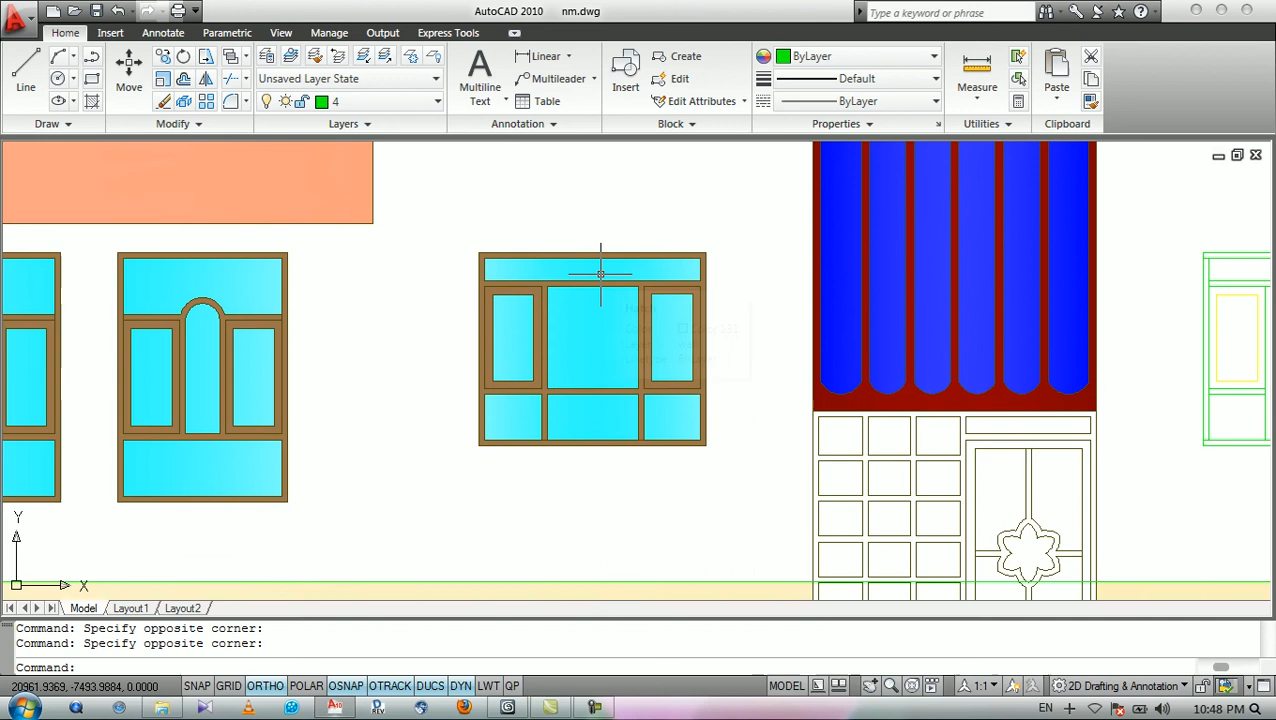 AutoCAD 2010 nm.dwg
Type a keyword or phrase
Home Insert Annotate Parametric View Manage Output Express Tools
Line Move
Unsaved Layer State
4
Multiline Text
Linear
Multileader
Table
Insert
Create
Edit
Edit Attributes
ByLayer
Default
ByLayer
Measure
Paste
Draw Modify Layers Annotation Block Properties Utilities Clipboard
Hatch
Y
X
Model Layout1 Layout2
Command: Specify opposite corner:
Command: Specify opposite corner:
Command:
20961.9369, -7493.9884, 0.0000 SNAP GRID ORTHO POLAR OSNAP OTRACK DUCS DYN LWT QP MODEL 1:1 2D Drafting & Annotation
EN 10:48 PM